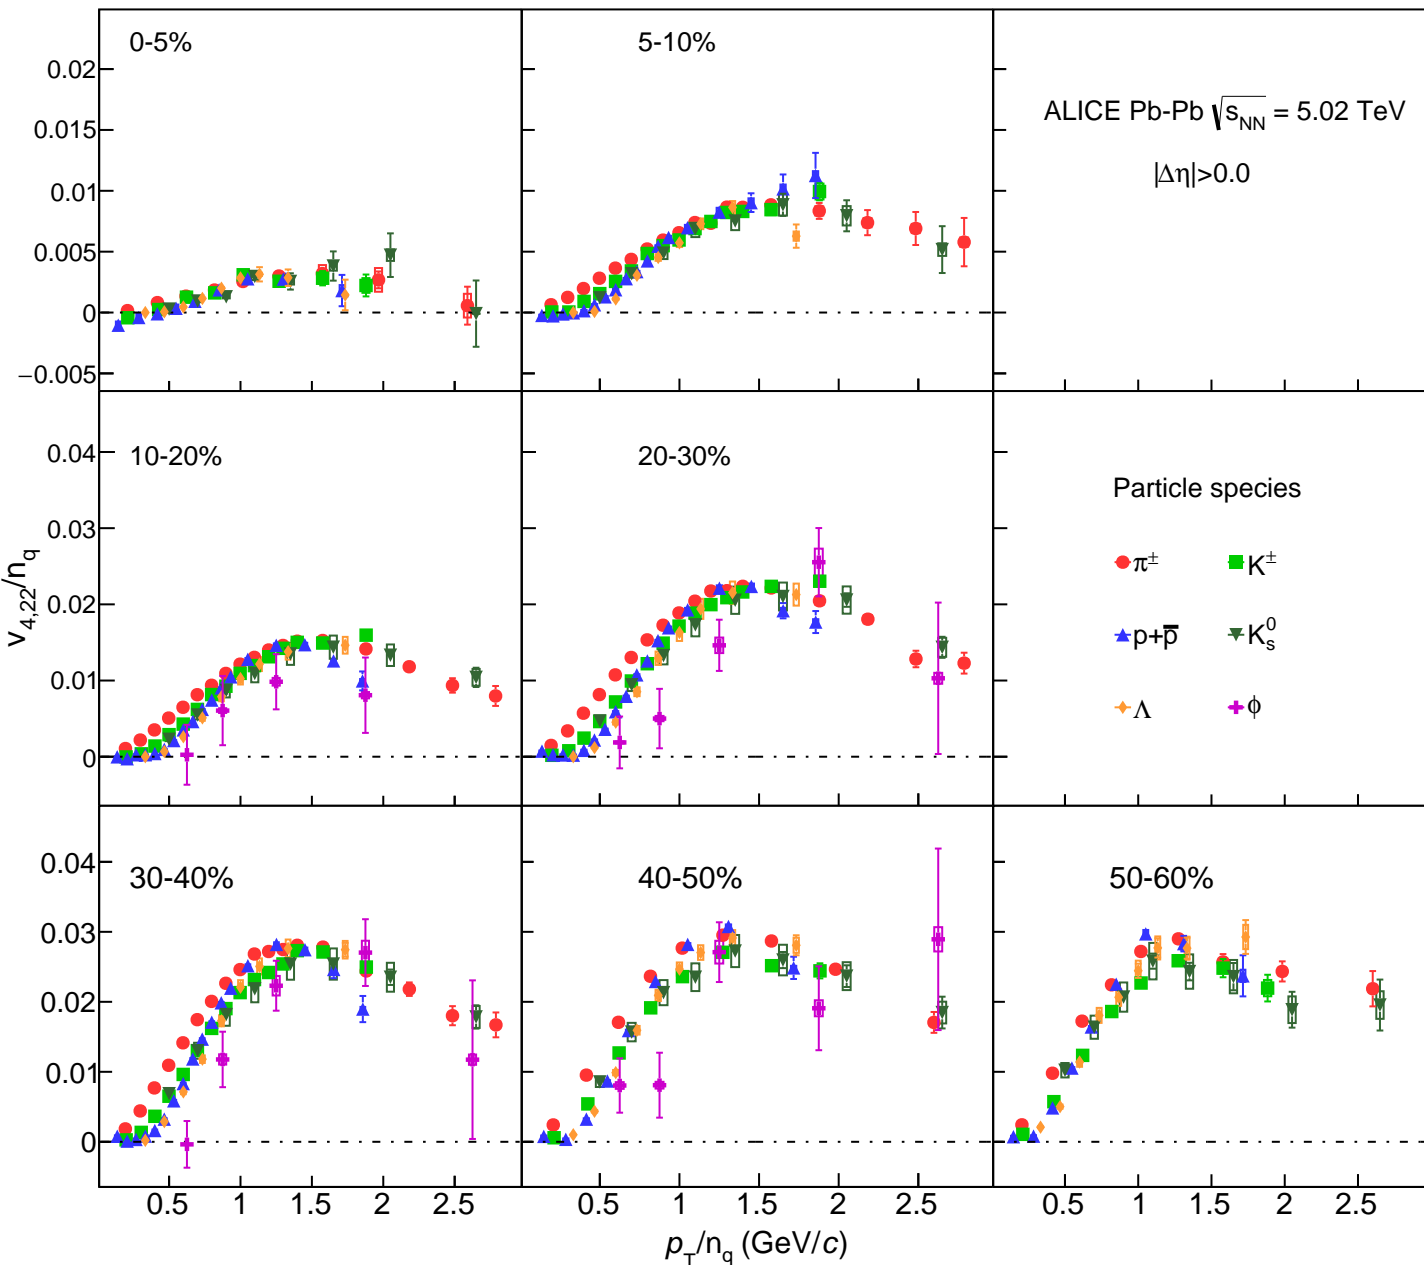 0-5%
5-10%
0.02
0.015
0.01
0.005
0
−0.005
ALICE Pb-Pb √sNN = 5.02 TeV
|Δη|>0.0
10-20%
20-30%
0.04
0.03
0.02
0.01
0
v4,22/nq
Particle species
π±
K±
p+p̅
K0s
Λ
ϕ
30-40%
40-50%
50-60%
0.04
0.03
0.02
0.01
0
0.5 1 1.5 2 2.5
0.5 1 1.5 2 2.5
0.5 1 1.5 2 2.5
pT/nq (GeV/c)